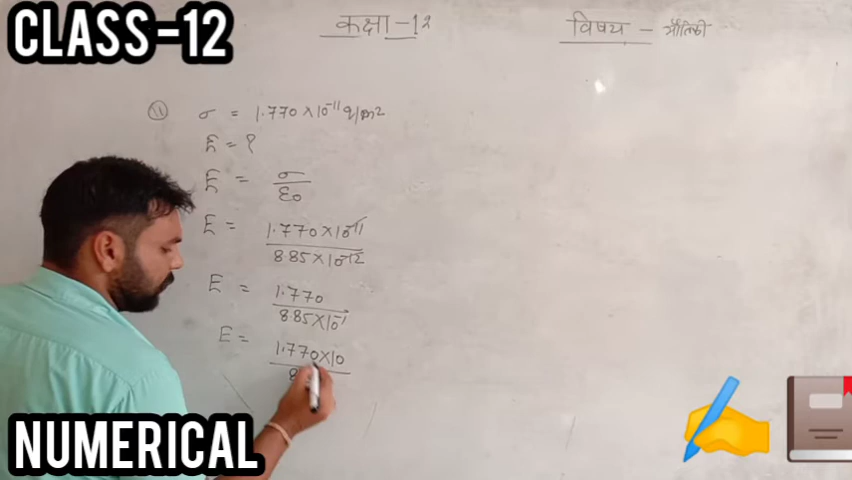 CLASS-12
कक्षा-12
विषय - भौतिकी
11 σ = 1.770×10⁻¹¹ q/m²
E = ?
E = σ/ε₀
E = 1.770×10⁻¹¹ / 8.85×10⁻¹²
E = 1.770 / 8.85×10⁻¹
E = 1.770×10 / 8
NUMERICAL